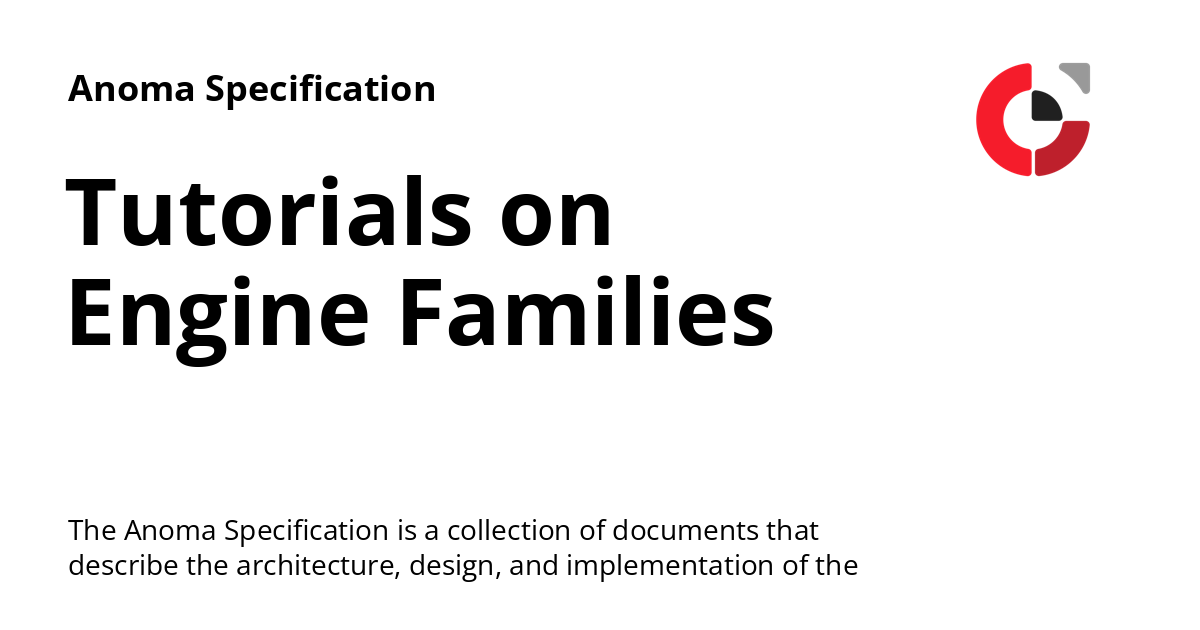 Anoma Specification
Tutorials on
Engine Families
The Anoma Specification is a collection of documents that
describe the architecture, design, and implementation of the